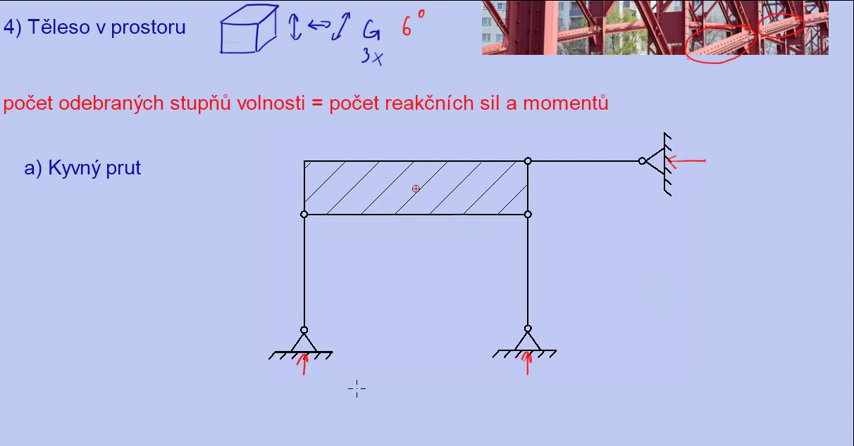 4) Těleso v prostoru
G 6°
3x
počet odebraných stupňů volnosti = počet reakčních sil a momentů
a) Kyvný prut